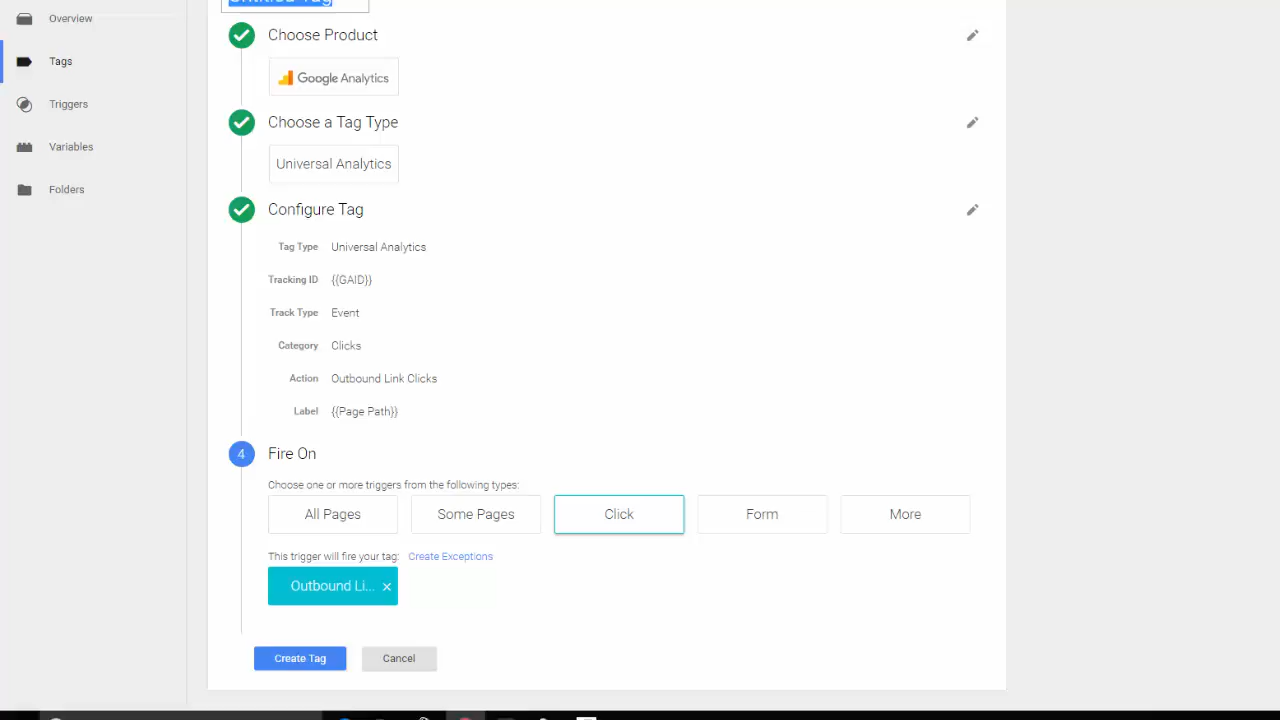 Untitled Tag
Overview
Choose Product
Tags
Google Analytics
Triggers
Choose a Tag Type
Variables
Universal Analytics
Folders
Configure Tag
Tag Type Universal Analytics
Tracking ID {{GAID}}
Track Type Event
Category Clicks
Action Outbound Link Clicks
Label {{Page Path}}
4 Fire On
Choose one or more triggers from the following types:
All Pages Some Pages Click Form More
This trigger will fire your tag: Create Exceptions
Outbound Li... ×
Create Tag Cancel